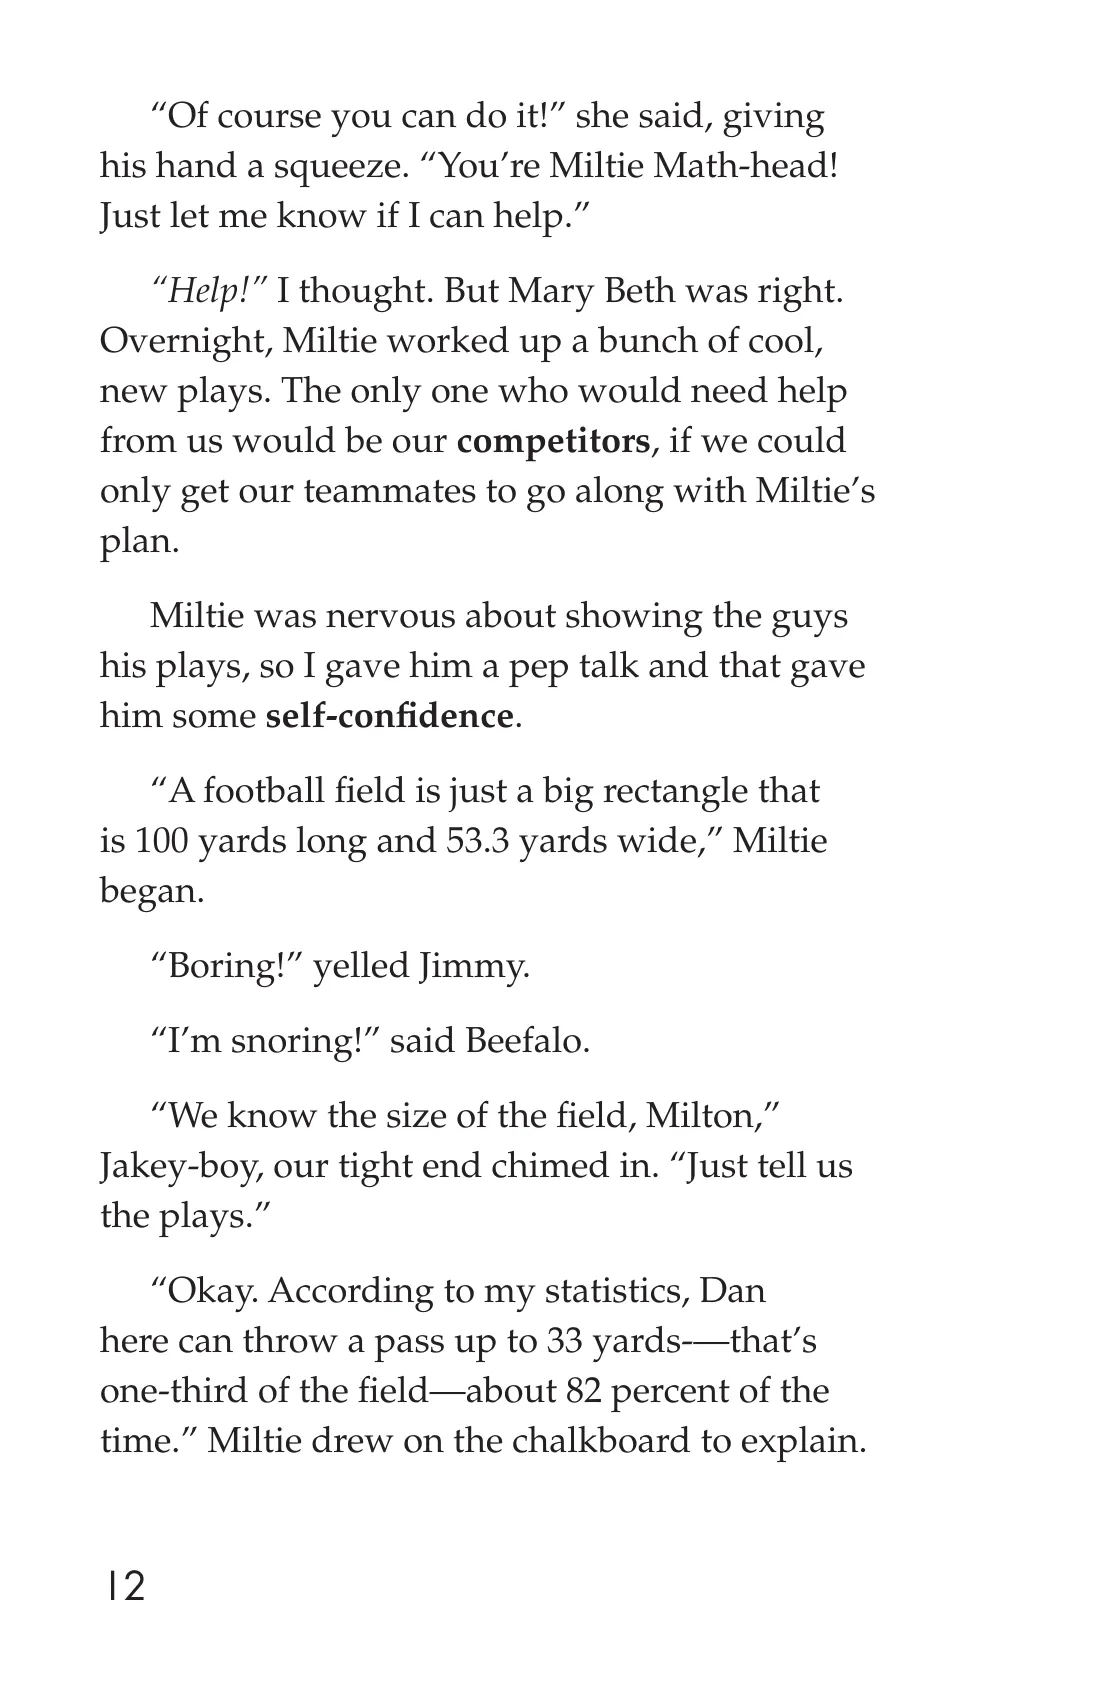 “Of course you can do it!” she said, giving
his hand a squeeze. “You’re Miltie Math-head!
Just let me know if I can help.”
“Help!” I thought. But Mary Beth was right.
Overnight, Miltie worked up a bunch of cool,
new plays. The only one who would need help
from us would be our competitors, if we could
only get our teammates to go along with Miltie’s
plan.
Miltie was nervous about showing the guys
his plays, so I gave him a pep talk and that gave
him some self-confidence.
“A football field is just a big rectangle that
is 100 yards long and 53.3 yards wide,” Miltie
began.
“Boring!” yelled Jimmy.
“I’m snoring!” said Beefalo.
“We know the size of the field, Milton,”
Jakey-boy, our tight end chimed in. “Just tell us
the plays.”
“Okay. According to my statistics, Dan
here can throw a pass up to 33 yards-—that’s
one-third of the field—about 82 percent of the
time.” Miltie drew on the chalkboard to explain.
12